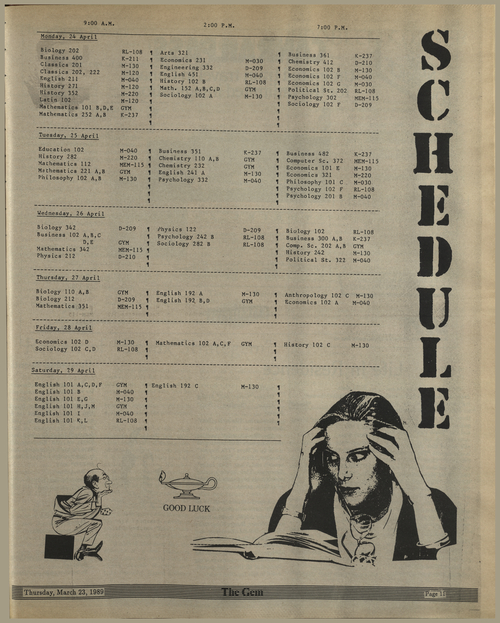 9:00 A.M. 2:00 P.M. 7:00 P.M.
Monday, 24 April
Biology 202 RL-108 ¶ Arts 321 ¶ Business 361 K-237
Business 400 K-211 ¶ Economics 231 M-030 ¶ Chemistry 412 D-210
Classics 201 M-130 ¶ Engineering 332 D-209 ¶ Economics 102 B M-130
Classics 202, 222 M-120 ¶ English 451 M-040 ¶ Economics 102 F M-040
English 211 M-040 ¶ History 102 B RL-108 ¶ Economics 102 C M-030
History 271 M-120 ¶ Math. 152 A,B,C,D GYM ¶ Political St. 202 RL-108
History 352 M-220 ¶ Sociology 102 A M-130 ¶ Psychology 302 MEM-115
Latin 102 M-120 ¶ Sociology 102 F D-209
Mathematics 101 B,D,E GYM
Mathematics 252 A,B K-237
Tuesday, 25 April
Education 102 M-040 ¶ Business 351 K-237 ¶ Business 482 K-237
History 282 M-220 ¶ Chemistry 110 A,B GYM ¶ Computer Sc. 372 MEM-115
Mathematics 112 MEM-115 ¶ Chemistry 232 GYM ¶ Economics 101 E M-130
Mathematics 221 A,B GYM ¶ English 241 A M-130 ¶ Economics 321 M-220
Philosophy 102 A,B M-130 ¶ Psychology 332 M-040 ¶ Philosophy 101 C M-030
¶ Psychology 102 F RL-108
¶ Psychology 201 B M-040
Wednesday, 26 April
Biology 342 D-209 ¶ Physics 122 D-209 ¶ Biology 102 RL-108
Business 102 A,B,C ¶ Psychology 242 B RL-108 ¶ Business 300 A,B K-237
D,E GYM ¶ Sociology 282 B RL-108 ¶ Comp. Sc. 202 A,B GYM
Mathematics 342 MEM-115 ¶ History 242 M-130
Physics 212 D-210 ¶ Political St. 322 M-040
Thursday, 27 April
Biology 110 A,B GYM ¶ English 192 A M-130 ¶ Anthropology 102 C M-130
Biology 212 D-209 ¶ English 192 B,D GYM ¶ Economics 102 A M-040
Mathematics 331 MEM-115
Friday, 28 April
Economics 102 D M-130 ¶ Mathematics 102 A,C,F GYM ¶ History 102 C M-130
Sociology 102 C,D RL-108
Saturday, 29 April
English 101 A,C,D,F GYM ¶ English 192 C M-130
English 101 B M-040
English 101 E,G M-130
English 101 H,J,M GYM
English 101 I M-040
English 101 K,L RL-108
SCHEDULE
GOOD LUCK
Thursday, March 23, 1989 The Gem Page